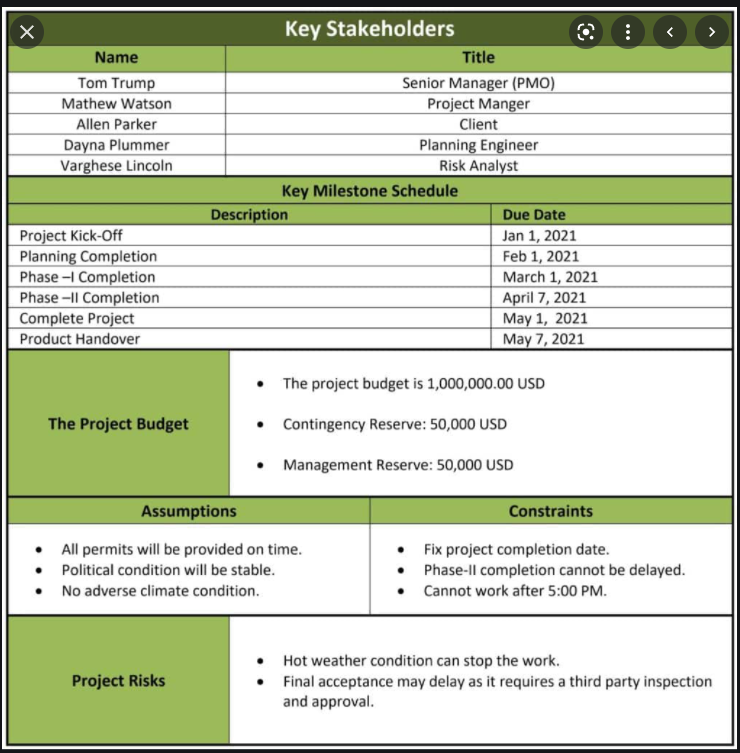 Key Stakeholders
Name Title
Tom Trump Senior Manager (PMO)
Mathew Watson Project Manger
Allen Parker Client
Dayna Plummer Planning Engineer
Varghese Lincoln Risk Analyst
Key Milestone Schedule
Description Due Date
Project Kick-Off Jan 1, 2021
Planning Completion Feb 1, 2021
Phase –I Completion March 1, 2021
Phase –II Completion April 7, 2021
Complete Project May 1, 2021
Product Handover May 7, 2021
The Project Budget
• The project budget is 1,000,000.00 USD
• Contingency Reserve: 50,000 USD
• Management Reserve: 50,000 USD
Assumptions
• All permits will be provided on time.
• Political condition will be stable.
• No adverse climate condition.
Constraints
• Fix project completion date.
• Phase-II completion cannot be delayed.
• Cannot work after 5:00 PM.
Project Risks
• Hot weather condition can stop the work.
• Final acceptance may delay as it requires a third party inspection
and approval.